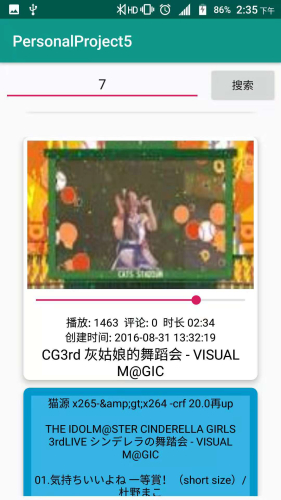 HD 86% 2:35 下午
PersonalProject5
7 搜索
CATS STADIUM
播放: 1463 评论: 0 时长 02:34
创建时间: 2016-08-31 13:32:19
CG3rd 灰姑娘的舞蹈会 - VISUAL
M@GIC
猫源 x265-&amp;gt;x264 -crf 20.0再up
THE IDOLM@STER CINDERELLA GIRLS
3rdLIVE シンデレラの舞踏会 - VISUAL
M@GIC
01.気持ちいいよね 一等賞！（short size）/
杜野まこ